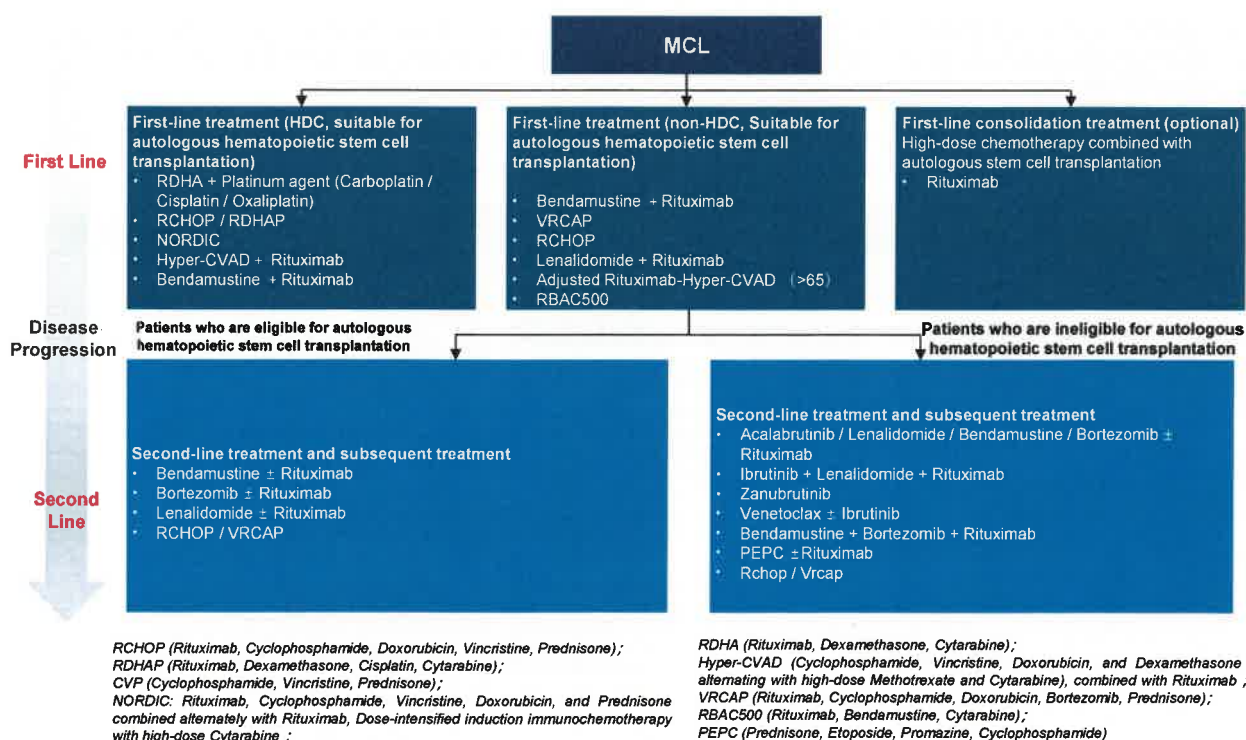 MCL
First Line
First-line treatment (HDC, suitable for
autologous hematopoietic stem cell
transplantation)
• RDHA + Platinum agent (Carboplatin /
Cisplatin / Oxaliplatin)
• RCHOP / RDHAP
• NORDIC
• Hyper-CVAD + Rituximab
• Bendamustine + Rituximab
First-line treatment (non-HDC, Suitable for
autologous hematopoietic stem cell
transplantation)
• Bendamustine + Rituximab
• VRCAP
• RCHOP
• Lenalidomide + Rituximab
• Adjusted Rituximab-Hyper-CVAD (>65)
• RBAC500
First-line consolidation treatment (optional)
High-dose chemotherapy combined with
autologous stem cell transplantation
• Rituximab
Disease
Progression
Patients who are eligible for autologous
hematopoietic stem cell transplantation
Patients who are ineligible for autologous
hematopoietic stem cell transplantation
Second
Line
Second-line treatment and subsequent treatment
• Bendamustine ± Rituximab
• Bortezomib ± Rituximab
• Lenalidomide ± Rituximab
• RCHOP / VRCAP
Second-line treatment and subsequent treatment
• Acalabrutinib / Lenalidomide / Bendamustine / Bortezomib ±
Rituximab
• Ibrutinib + Lenalidomide + Rituximab
• Zanubrutinib
• Venetoclax ± Ibrutinib
• Bendamustine + Bortezomib + Rituximab
• PEPC ±Rituximab
• Rchop / Vrcap
RCHOP (Rituximab, Cyclophosphamide, Doxorubicin, Vincristine, Prednisone);
RDHAP (Rituximab, Dexamethasone, Cisplatin, Cytarabine);
CVP (Cyclophosphamide, Vincristine, Prednisone);
NORDIC: Rituximab, Cyclophosphamide, Vincristine, Doxorubicin, and Prednisone
combined alternately with Rituximab, Dose-intensified induction immunochemotherapy
with high-dose Cytarabine ;
RDHA (Rituximab, Dexamethasone, Cytarabine);
Hyper-CVAD (Cyclophosphamide, Vincristine, Doxorubicin, and Dexamethasone
alternating with high-dose Methotrexate and Cytarabine), combined with Rituximab ,
VRCAP (Rituximab, Cyclophosphamide, Doxorubicin, Bortezomib, Prednisone);
RBAC500 (Rituximab, Bendamustine, Cytarabine);
PEPC (Prednisone, Etoposide, Promazine, Cyclophosphamide)